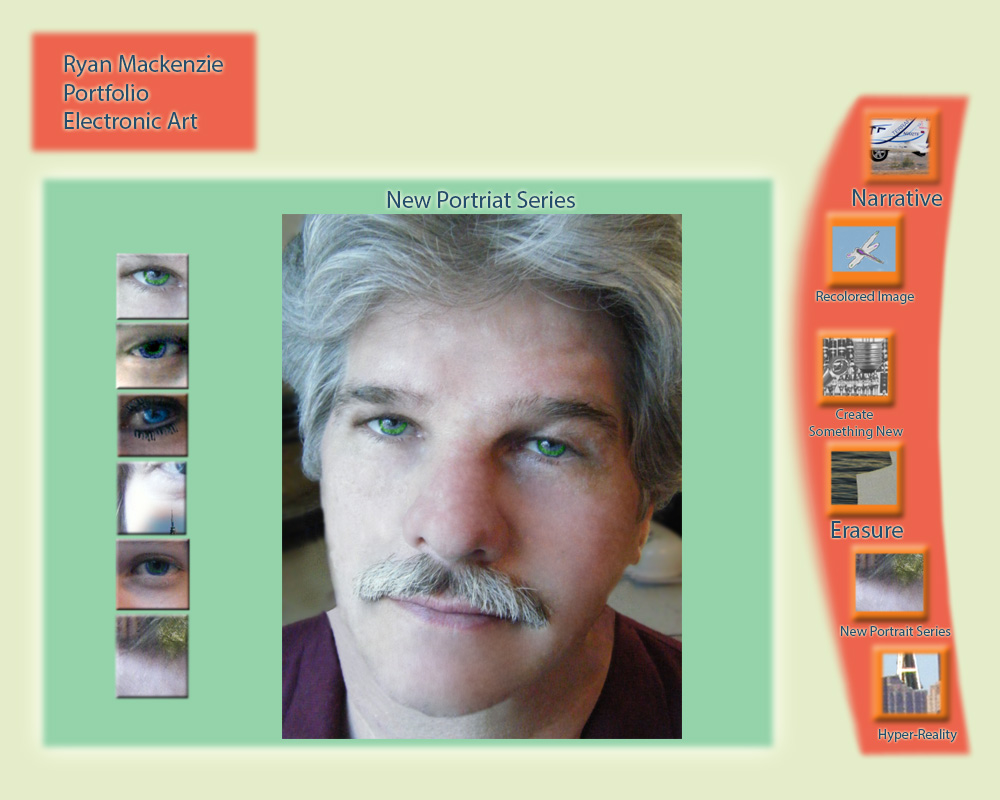 Ryan Mackenzie
Portfolio
Electronic Art
New Portriat Series
Narrative
Recolored Image
Create
Something New
Erasure
New Portrait Series
Hyper-Reality